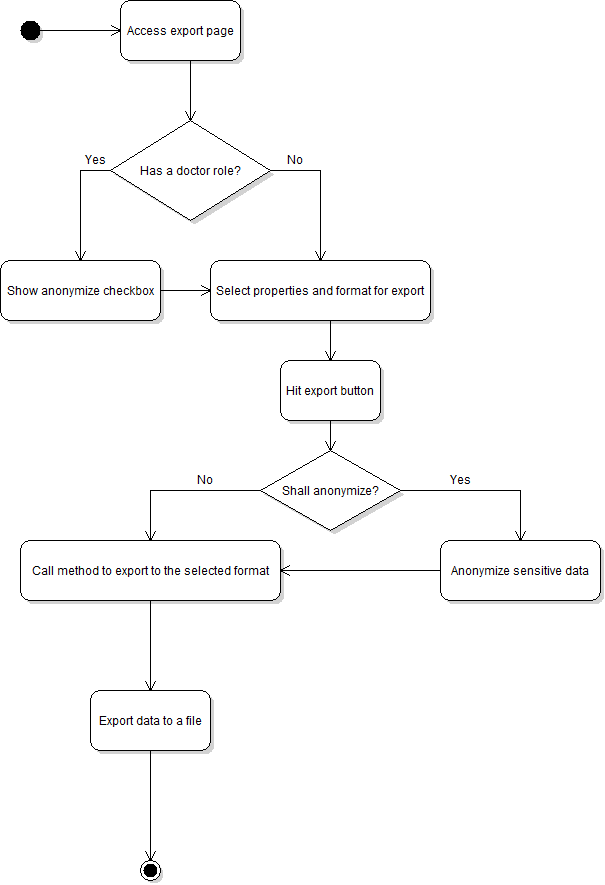 Access export page
Has a doctor role?
Yes
No
Show anonymize checkbox
Select properties and format for export
Hit export button
Shall anonymize?
No
Yes
Call method to export to the selected format
Anonymize sensitive data
Export data to a file